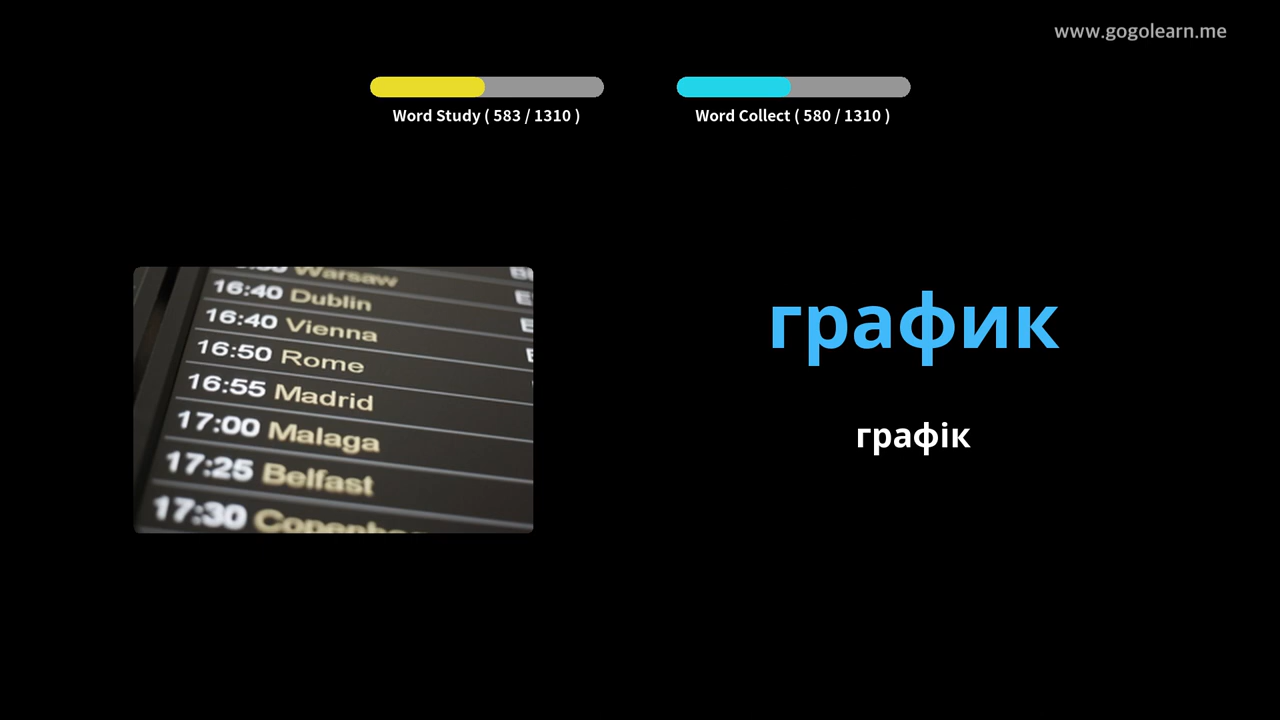 www.gogolearn.me
Word Study ( 583 / 1310 )
Word Collect ( 580 / 1310 )
Warsaw
16:40 Dublin
16:40 Vienna
16:50 Rome
16:55 Madrid
17:00 Malaga
17:25 Belfast
17:30
график
графік